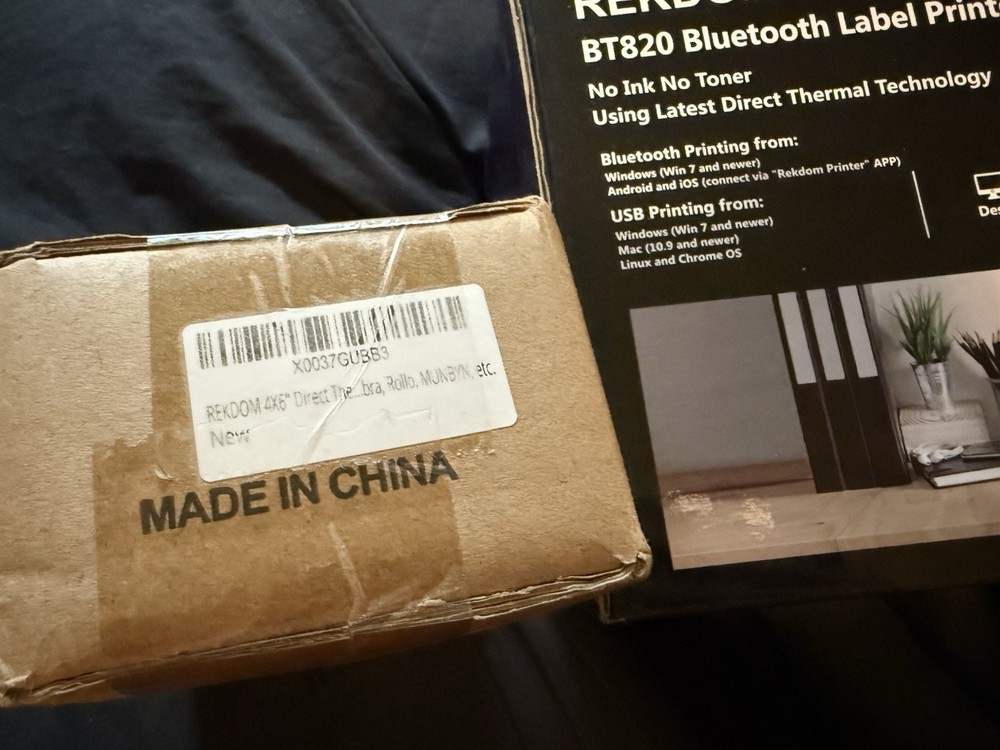 BT820 Bluetooth Label Print
No Ink No Toner
Using Latest Direct Thermal Technology
Bluetooth Printing from:
Windows (Win 7 and newer)
Android and iOS (connect via "Rekdom Printer" APP)
USB Printing from:
Windows (Win 7 and newer)
Mac (10.9 and newer)
Linux and Chrome OS
Des
X0037GUBB3
REKDOM 4X6" Direct The...bra, Rollo, MUNBYN, etc.
New
MADE IN CHINA